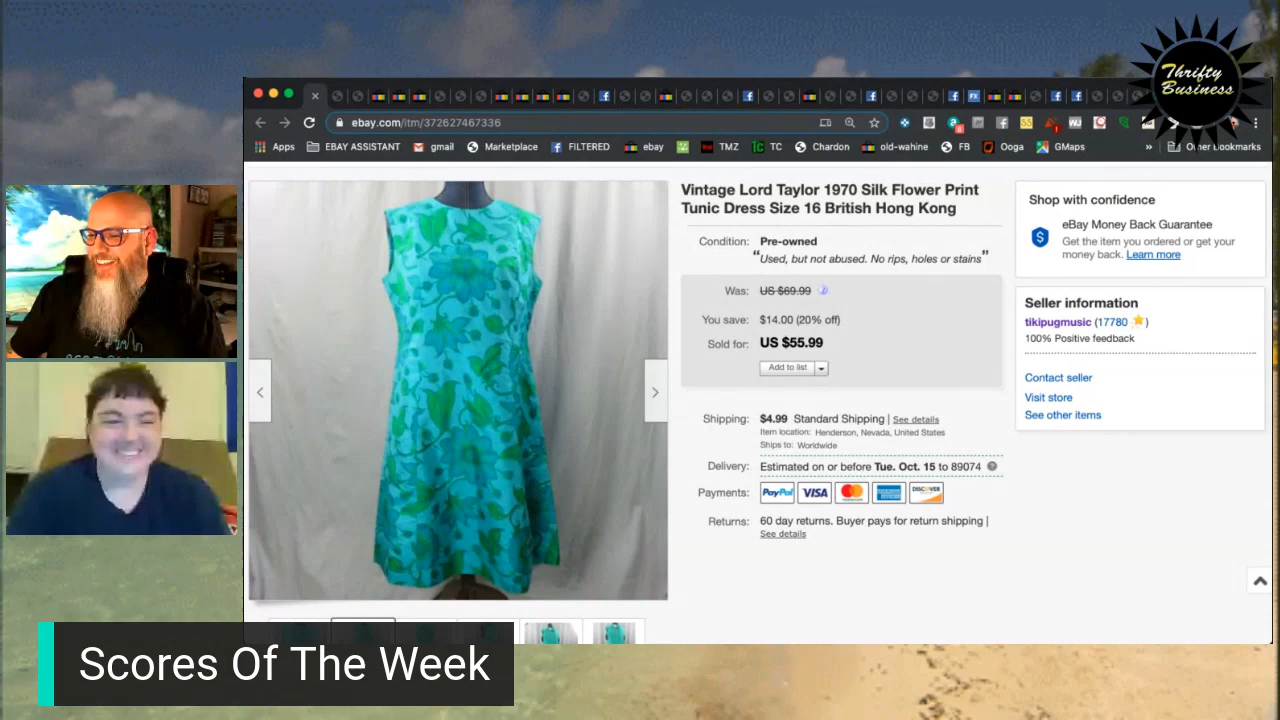 Thrifty
Business
ebay.com/itm/372627467336
Apps
EBAY ASSISTANT
gmail
Marketplace
FILTERED
ebay
TMZ
TC
Chardon
old-wahine
FB
Ooga
GMaps
»
Other Bookmarks
Vintage Lord Taylor 1970 Silk Flower Print
Tunic Dress Size 16 British Hong Kong
Condition: Pre-owned
“Used, but not abused. No rips, holes or stains”
Was: US $69.99
You save: $14.00 (20% off)
Sold for: US $55.99
Add to list
Shipping: $4.99 Standard Shipping | See details
Item location: Henderson, Nevada, United States
Ships to: Worldwide
Delivery: Estimated on or before Tue. Oct. 15 to 89074
Payments: PayPal VISA MasterCard AMERICAN EXPRESS DISCOVER
Returns: 60 day returns. Buyer pays for return shipping |
See details
Shop with confidence
eBay Money Back Guarantee
Get the item you ordered or get your
money back. Learn more
Seller information
tikipugmusic (17780 )
100% Positive feedback
Contact seller
Visit store
See other items
Scores Of The Week